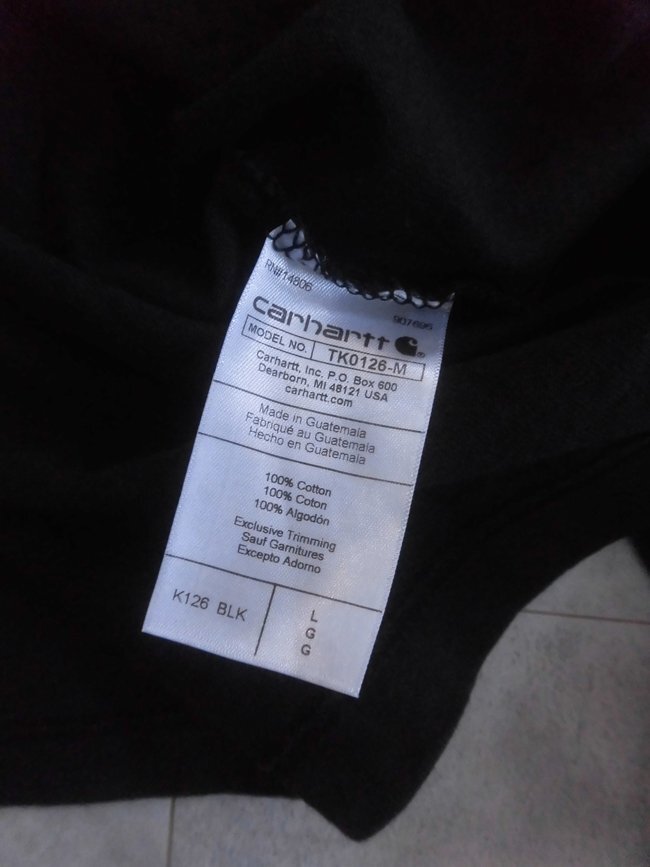 RN#14806
907695
carhartt
MODEL NO. TK0126-M
Carhartt, Inc. P.O. Box 600
Dearborn, MI 48121 USA
carhartt.com
Made in Guatemala
Fabriqué au Guatemala
Hecho en Guatemala
100% Cotton
100% Coton
100% Algodón
Exclusive Trimming
Sauf Garnitures
Excepto Adorno
K126 BLK
L
G
G